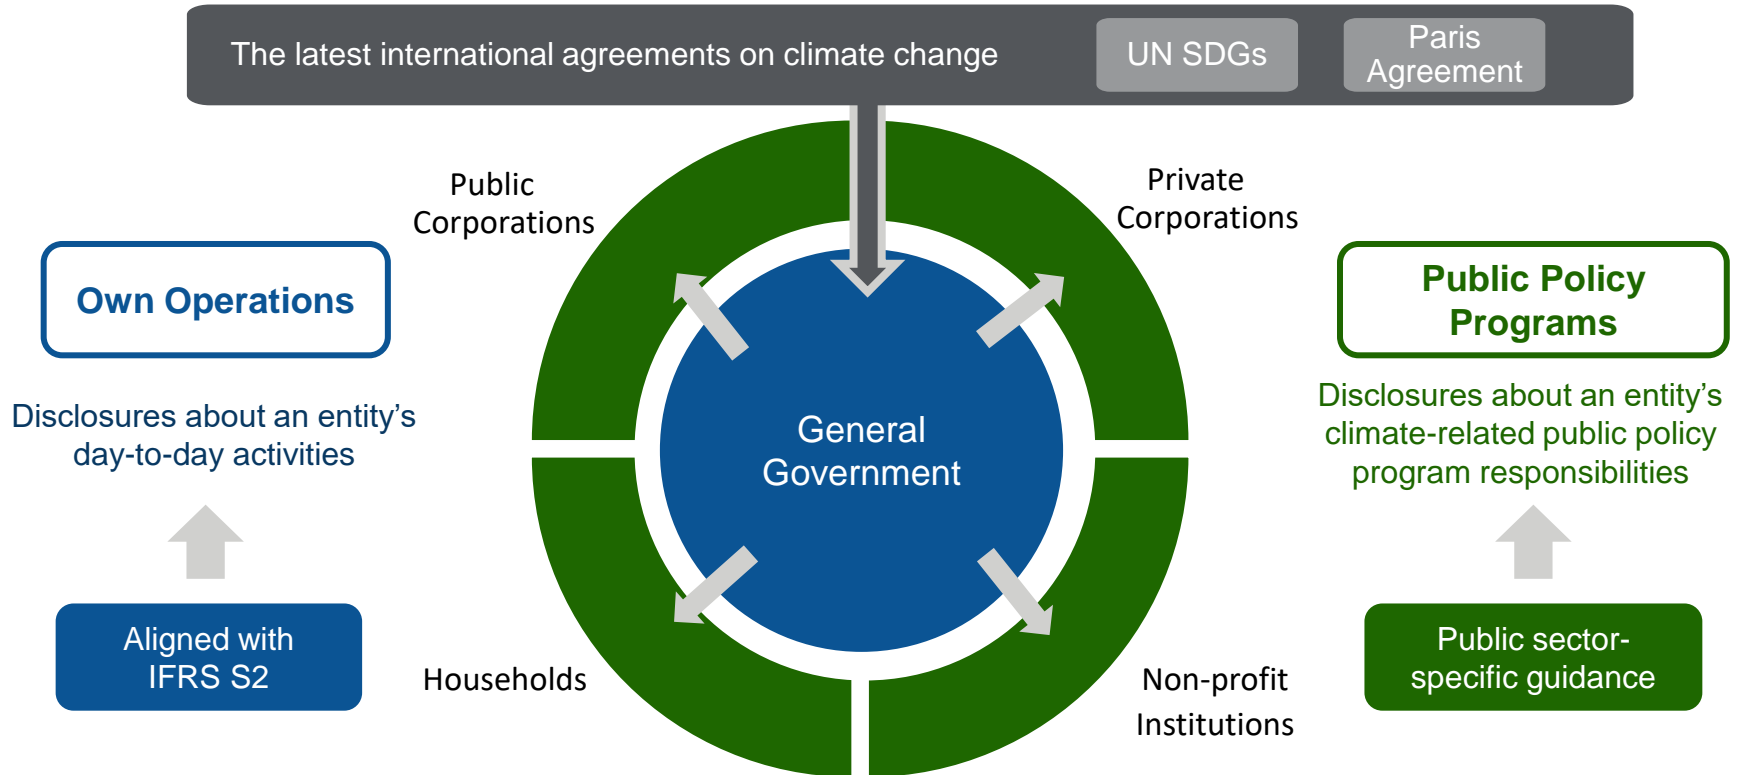 The latest international agreements on climate change
UN SDGs
Paris
Agreement
Public
Corporations
Private
Corporations
Own Operations
Disclosures about an entity’s
day-to-day activities
Aligned with
IFRS S2
General
Government
Public Policy
Programs
Disclosures about an entity’s
climate-related public policy
program responsibilities
Public sector-
specific guidance
Households
Non-profit
Institutions